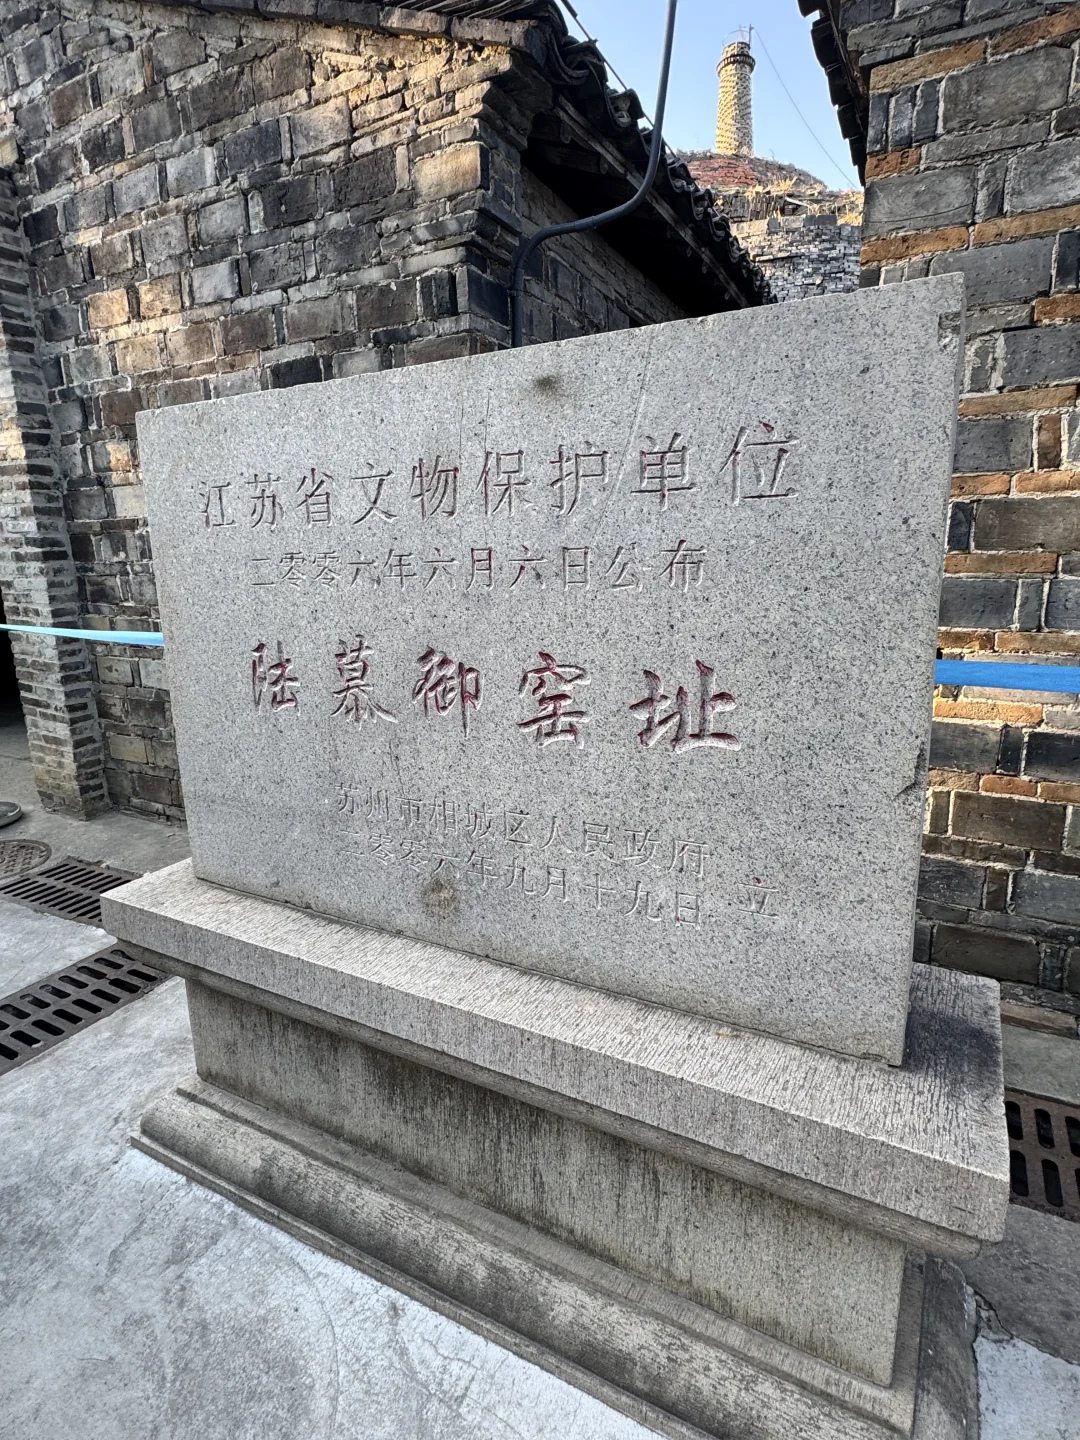 江苏省文物保护单位
二零零六年六月六日公布
陆慕御窑址
苏州市相城区人民政府
二零零六年九月十九日 立